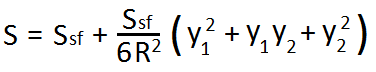 S = Ssf + Ssf/6R² (y₁² + y₁y₂ + y₂²)